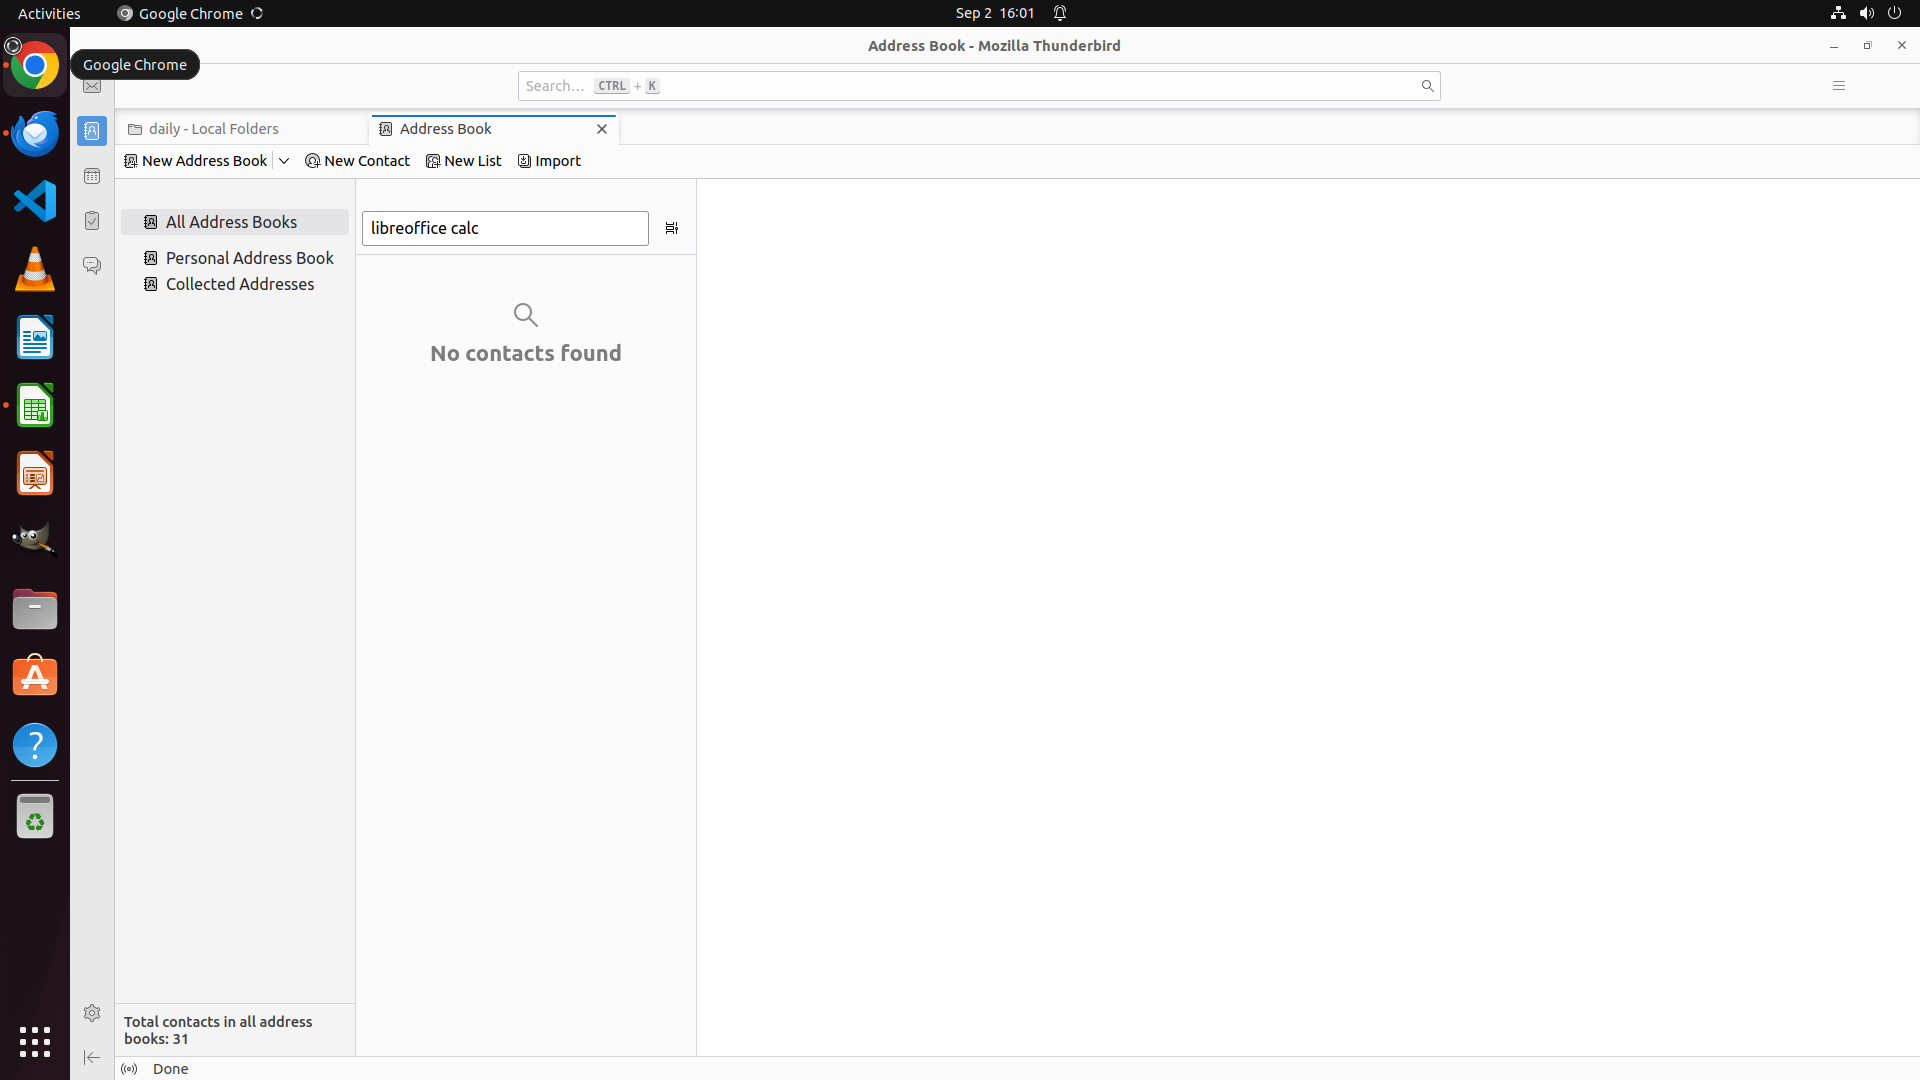 Activities
Google Chrome
Sep 2 16:01
Address Book - Mozilla Thunderbird
Google Chrome
Search... CTRL + K
daily - Local Folders
Address Book
New Address Book
New Contact
New List
Import
All Address Books
Personal Address Book
Collected Addresses
libreoffice calc
No contacts found
Total contacts in all address
books: 31
Done